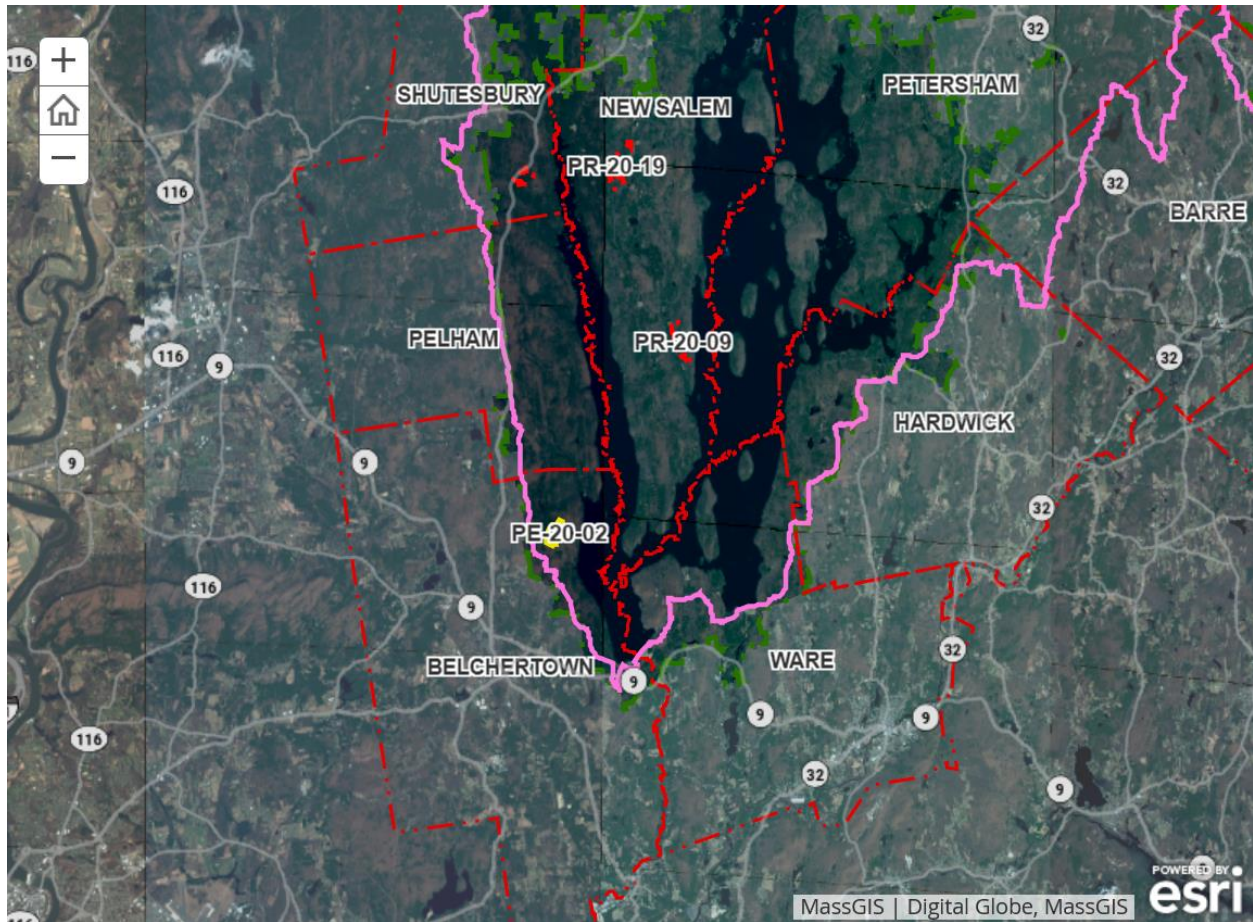 32
116
+
SHUTESBURY
NEW SALEM
PETERSHAM
PR-20-19
−
116
32
BARRE
PELHAM
PR-20-09
116
9
32
HARDWICK
9
9
32
PE-20-02
116
9
32
BELCHERTOWN
WARE
9
9
9
116
32
9
POWERED BY
esri
MassGIS | Digital Globe, MassGIS